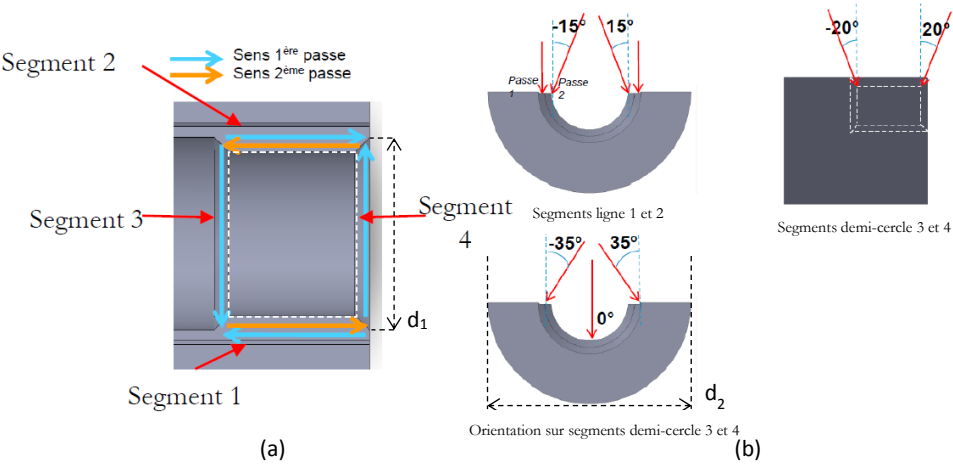 Sens 1ère passe
Sens 2ème passe
Segment 2
Segment 3
Segment
4
d1
Segment 1
(a)
-15° 15°
Passe
1
Passe
2
Segments ligne 1 et 2
-20° 20°
Segments demi-cercle 3 et 4
-35° 35°
0°
d2
Orientation sur segments demi-cercle 3 et 4
(b)